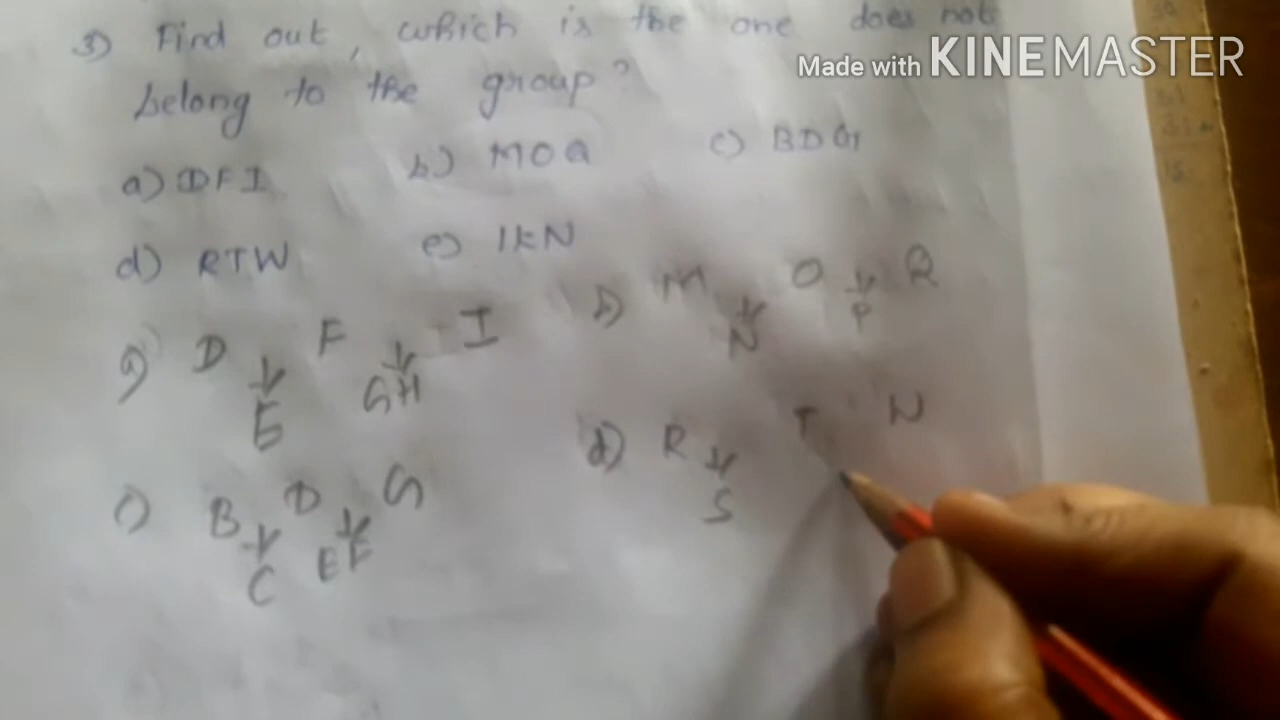 3) Find out, which is the one does not
Made with KINEMASTER
belong to the group?
a) DFI b) MOQ c) BDG
d) RTW e) IKN
a) D F I b) M O Q
E GH N P
c) B D G d) R T W
C EF S